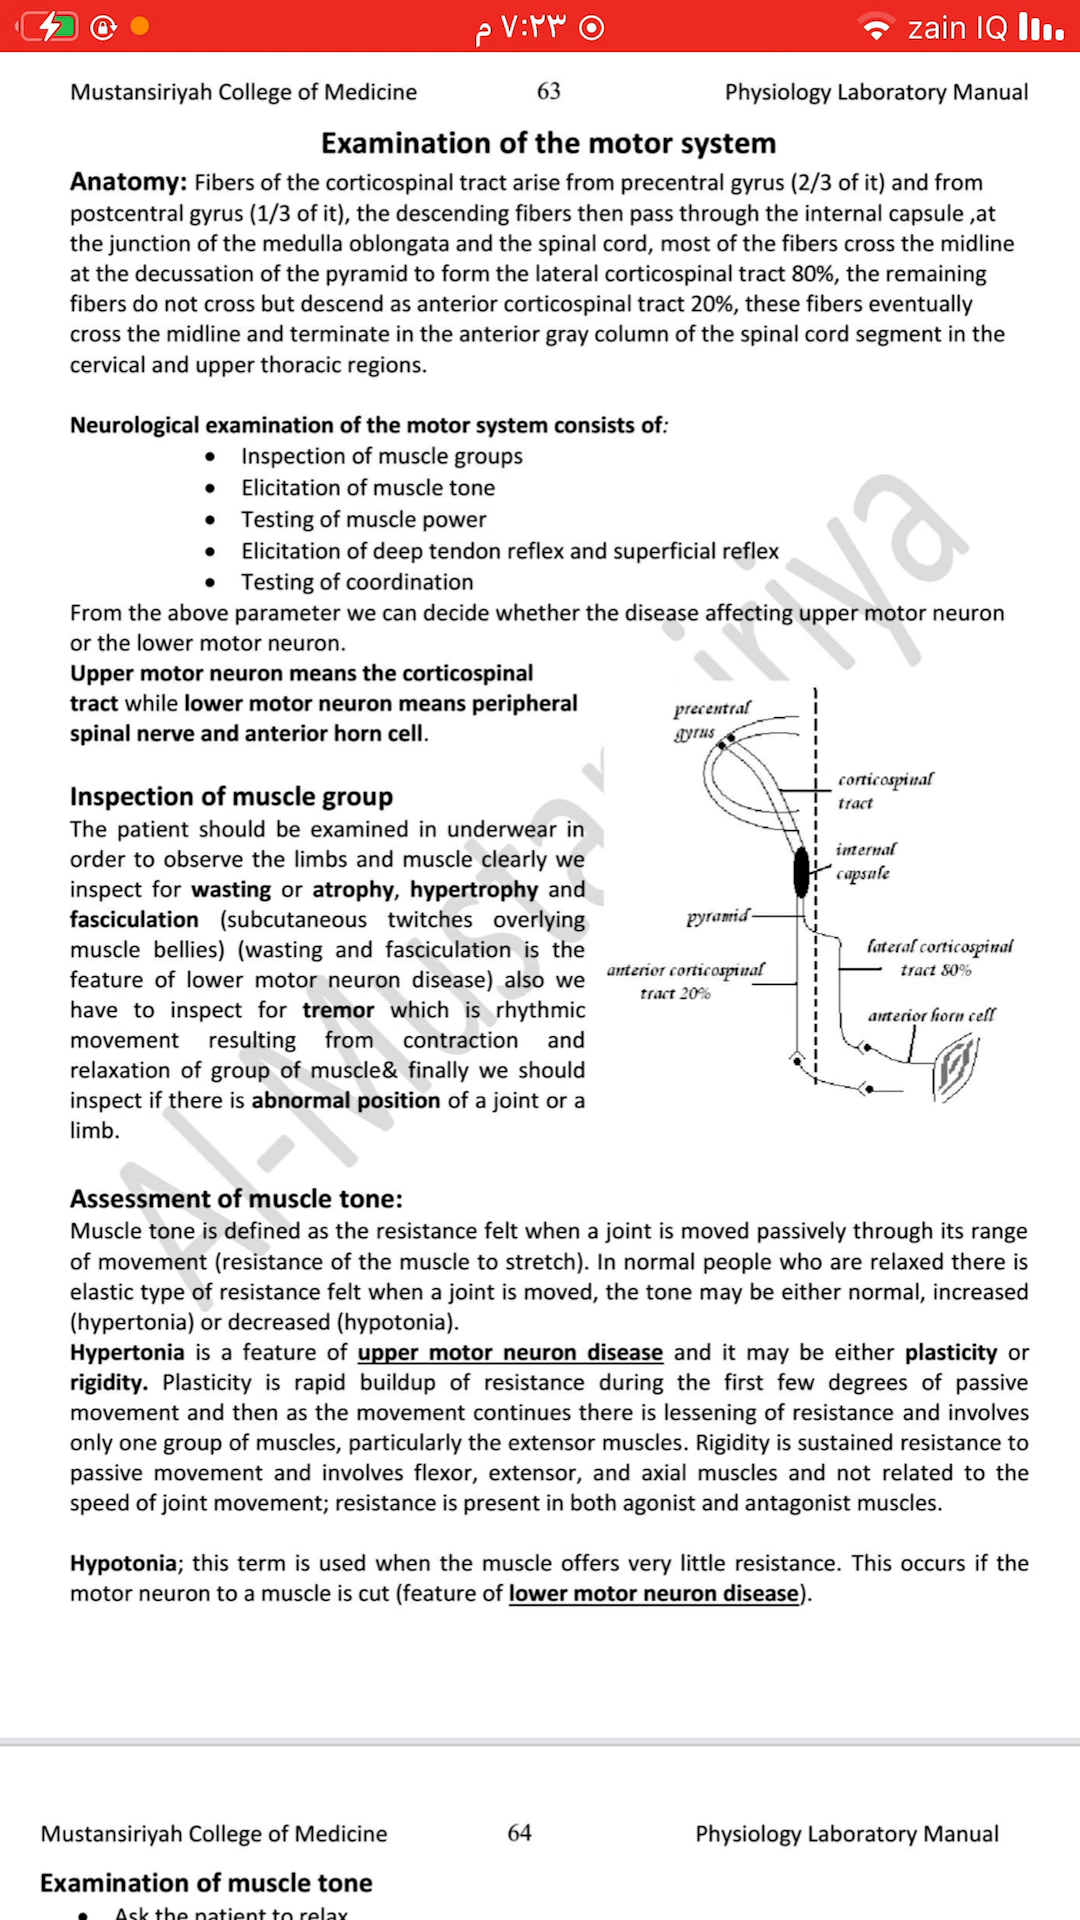 ٧:٢٣ م
zain IQ
Mustansiriyah College of Medicine 63 Physiology Laboratory Manual
Examination of the motor system
Anatomy: Fibers of the corticospinal tract arise from precentral gyrus (2/3 of it) and from
postcentral gyrus (1/3 of it), the descending fibers then pass through the internal capsule ,at
the junction of the medulla oblongata and the spinal cord, most of the fibers cross the midline
at the decussation of the pyramid to form the lateral corticospinal tract 80%, the remaining
fibers do not cross but descend as anterior corticospinal tract 20%, these fibers eventually
cross the midline and terminate in the anterior gray column of the spinal cord segment in the
cervical and upper thoracic regions.
Neurological examination of the motor system consists of:
• Inspection of muscle groups
• Elicitation of muscle tone
• Testing of muscle power
• Elicitation of deep tendon reflex and superficial reflex
• Testing of coordination
From the above parameter we can decide whether the disease affecting upper motor neuron
or the lower motor neuron.
Upper motor neuron means the corticospinal
tract while lower motor neuron means peripheral
spinal nerve and anterior horn cell.
Inspection of muscle group
The patient should be examined in underwear in
order to observe the limbs and muscle clearly we
inspect for wasting or atrophy, hypertrophy and
fasciculation (subcutaneous twitches overlying
muscle bellies) (wasting and fasciculation is the
feature of lower motor neuron disease) also we
have to inspect for tremor which is rhythmic
movement resulting from contraction and
relaxation of group of muscle& finally we should
inspect if there is abnormal position of a joint or a
limb.
precentral
gyrus
corticospinal
tract
internal
capsule
pyramid
lateral corticospinal
tract 80%
anterior corticospinal
tract 20%
anterior horn cell
Assessment of muscle tone:
Muscle tone is defined as the resistance felt when a joint is moved passively through its range
of movement (resistance of the muscle to stretch). In normal people who are relaxed there is
elastic type of resistance felt when a joint is moved, the tone may be either normal, increased
(hypertonia) or decreased (hypotonia).
Hypertonia is a feature of upper motor neuron disease and it may be either plasticity or
rigidity. Plasticity is rapid buildup of resistance during the first few degrees of passive
movement and then as the movement continues there is lessening of resistance and involves
only one group of muscles, particularly the extensor muscles. Rigidity is sustained resistance to
passive movement and involves flexor, extensor, and axial muscles and not related to the
speed of joint movement; resistance is present in both agonist and antagonist muscles.
Hypotonia; this term is used when the muscle offers very little resistance. This occurs if the
motor neuron to a muscle is cut (feature of lower motor neuron disease).
Mustansiriyah College of Medicine 64 Physiology Laboratory Manual
Examination of muscle tone
• Ask the patient to relax